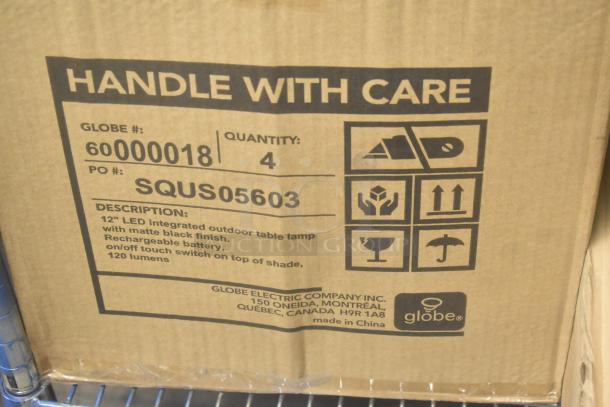 HANDLE WITH CARE
GLOBE #:
60000018
QUANTITY:
4
PO #:
SQUS05603
DESCRIPTION:
12" LED integrated outdoor table lamp
with matte black finish.
Rechargeable battery.
on/off touch switch on top of shade.
120 lumens
GLOBE ELECTRIC COMPANY INC.
150 ONEIDA, MONTRÉAL,
QUÉBEC, CANADA H9R 1A8
made in China
globe®